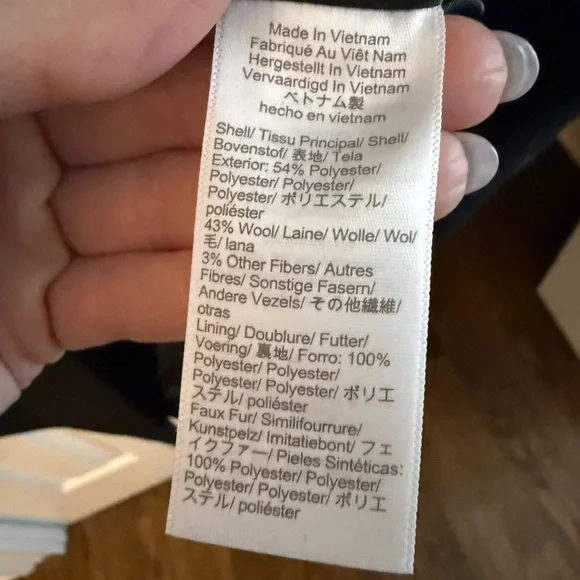 Made In Vietnam
Fabriqué Au Viêt Nam
Hergestellt In Vietnam
Vervaardigd In Vietnam
ベトナム製
hecho en vietnam
Shell/ Tissu Principal/ Shell/
Bovenstof/ 表地/ Tela
Exterior: 54% Polyester/
Polyester/ Polyester/
Polyester/ ポリエステル/
poliéster
43% Wool/ Laine/ Wolle/ Wol/
毛/ lana
3% Other Fibers/ Autres
Fibres/ Sonstige Fasern/
Andere Vezels/ その他繊維/
otras
Lining/ Doublure/ Futter/
Voering/ 裏地/ Forro: 100%
Polyester/ Polyester/
Polyester/ Polyester/ ポリエ
ステル/ poliéster
Faux Fur/ Similifourrure/
Kunstpelz/ Imitatiebont/ フェ
イクファー/ Pieles Sintéticas:
100% Polyester/ Polyester/
Polyester/ Polyester/ ポリエ
ステル/ poliéster